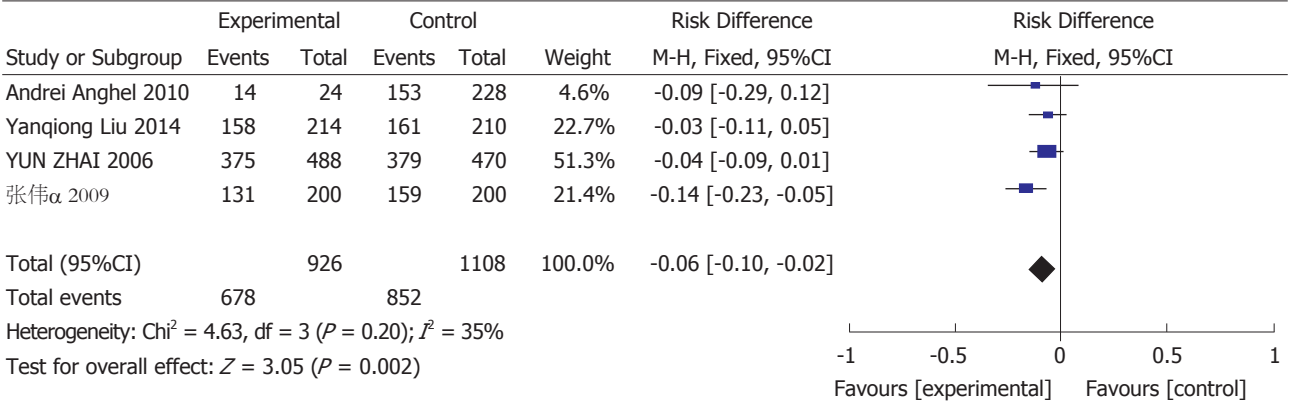 Experimental Control Risk Difference Risk Difference
Study or Subgroup Events Total Events Total Weight M-H, Fixed, 95%CI M-H, Fixed, 95%CI
Andrei Anghel 2010 14 24 153 228 4.6% -0.09 [-0.29, 0.12]
Yanqiong Liu 2014 158 214 161 210 22.7% -0.03 [-0.11, 0.05]
YUN ZHAI 2006 375 488 379 470 51.3% -0.04 [-0.09, 0.01]
张伟α 2009 131 200 159 200 21.4% -0.14 [-0.23, -0.05]
Total (95%CI) 926 1108 100.0% -0.06 [-0.10, -0.02]
Total events 678 852
Heterogeneity: Chi² = 4.63, df = 3 (P = 0.20); I² = 35%
Test for overall effect: Z = 3.05 (P = 0.002)
-1 -0.5 0 0.5 1
Favours [experimental] Favours [control]